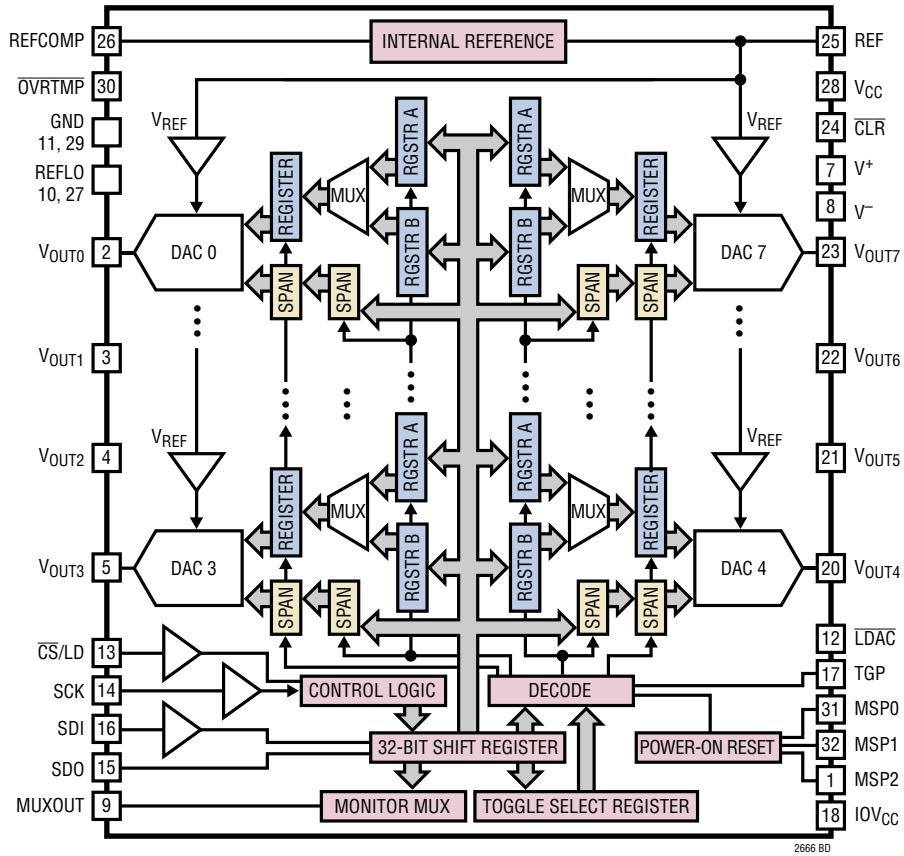 REFCOMP 26
INTERNAL REFERENCE
25 REF
OVRTMP 30
28 VCC
GND
11, 29
24 CLR
REFLO
10, 27
7 V+
8 V–
VREF
VREF
REGISTER
MUX
RGSTR A
RGSTR B
RGSTR A
RGSTR B
MUX
REGISTER
VOUT0 2
DAC 0
SPAN
SPAN
SPAN
SPAN
DAC 7
23 VOUT7
VOUT1 3
22 VOUT6
VOUT2 4
21 VOUT5
VREF
VREF
REGISTER
MUX
RGSTR A
RGSTR B
RGSTR A
RGSTR B
MUX
REGISTER
VOUT3 5
DAC 3
SPAN
SPAN
SPAN
SPAN
DAC 4
20 VOUT4
CS/LD 13
12 LDAC
SCK 14
CONTROL LOGIC
DECODE
17 TGP
SDI 16
31 MSP0
32-BIT SHIFT REGISTER
POWER-ON RESET
32 MSP1
SDO 15
1 MSP2
MUXOUT 9
MONITOR MUX
TOGGLE SELECT REGISTER
18 IOVCC
2666 BD